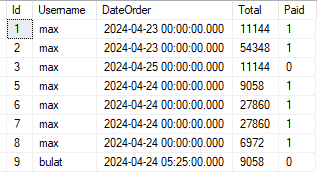 Id Username DateOrder Total Paid
1 max 2024-04-23 00:00:00.000 11144 1
2 max 2024-04-23 00:00:00.000 54348 1
3 max 2024-04-25 00:00:00.000 11144 0
4 max 2024-04-24 00:00:00.000 9058 1
6 max 2024-04-24 00:00:00.000 27860 1
7 max 2024-04-24 00:00:00.000 27860 1
8 max 2024-04-24 00:00:00.000 6972 1
9 bulat 2024-04-24 05:25:00.000 9058 0